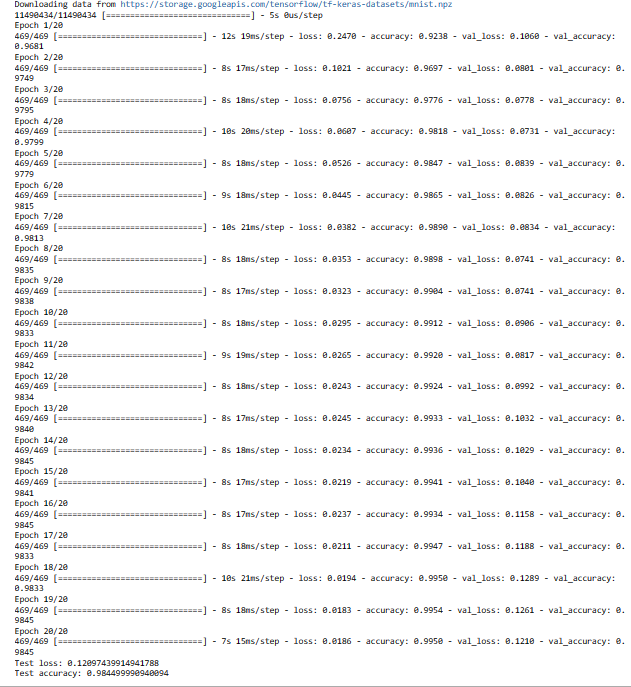 Downloading data from https://storage.googleapis.com/tensorflow/tf-keras-datasets/mnist.npz
11490434/11490434 [==============================] - 5s 0us/step
Epoch 1/20
469/469 [==============================] - 12s 19ms/step - loss: 0.2470 - accuracy: 0.9238 - val_loss: 0.1060 - val_accuracy:
0.9681
Epoch 2/20
469/469 [==============================] - 8s 17ms/step - loss: 0.1021 - accuracy: 0.9697 - val_loss: 0.0801 - val_accuracy: 0.
9749
Epoch 3/20
469/469 [==============================] - 8s 18ms/step - loss: 0.0756 - accuracy: 0.9776 - val_loss: 0.0778 - val_accuracy: 0.
9795
Epoch 4/20
469/469 [==============================] - 10s 20ms/step - loss: 0.0607 - accuracy: 0.9818 - val_loss: 0.0731 - val_accuracy:
0.9799
Epoch 5/20
469/469 [==============================] - 8s 18ms/step - loss: 0.0526 - accuracy: 0.9847 - val_loss: 0.0839 - val_accuracy: 0.
9779
Epoch 6/20
469/469 [==============================] - 9s 18ms/step - loss: 0.0445 - accuracy: 0.9865 - val_loss: 0.0826 - val_accuracy: 0.
9815
Epoch 7/20
469/469 [==============================] - 10s 21ms/step - loss: 0.0382 - accuracy: 0.9890 - val_loss: 0.0834 - val_accuracy:
0.9813
Epoch 8/20
469/469 [==============================] - 8s 18ms/step - loss: 0.0353 - accuracy: 0.9898 - val_loss: 0.0741 - val_accuracy: 0.
9835
Epoch 9/20
469/469 [==============================] - 8s 17ms/step - loss: 0.0323 - accuracy: 0.9904 - val_loss: 0.0741 - val_accuracy: 0.
9838
Epoch 10/20
469/469 [==============================] - 8s 18ms/step - loss: 0.0295 - accuracy: 0.9912 - val_loss: 0.0906 - val_accuracy: 0.
9833
Epoch 11/20
469/469 [==============================] - 9s 19ms/step - loss: 0.0265 - accuracy: 0.9920 - val_loss: 0.0817 - val_accuracy: 0.
9842
Epoch 12/20
469/469 [==============================] - 8s 18ms/step - loss: 0.0243 - accuracy: 0.9924 - val_loss: 0.0992 - val_accuracy: 0.
9834
Epoch 13/20
469/469 [==============================] - 8s 17ms/step - loss: 0.0245 - accuracy: 0.9933 - val_loss: 0.1032 - val_accuracy: 0.
9840
Epoch 14/20
469/469 [==============================] - 8s 18ms/step - loss: 0.0234 - accuracy: 0.9936 - val_loss: 0.1029 - val_accuracy: 0.
9845
Epoch 15/20
469/469 [==============================] - 8s 17ms/step - loss: 0.0219 - accuracy: 0.9941 - val_loss: 0.1040 - val_accuracy: 0.
9841
Epoch 16/20
469/469 [==============================] - 8s 17ms/step - loss: 0.0237 - accuracy: 0.9934 - val_loss: 0.1158 - val_accuracy: 0.
9845
Epoch 17/20
469/469 [==============================] - 8s 18ms/step - loss: 0.0211 - accuracy: 0.9947 - val_loss: 0.1188 - val_accuracy: 0.
9833
Epoch 18/20
469/469 [==============================] - 10s 21ms/step - loss: 0.0194 - accuracy: 0.9950 - val_loss: 0.1289 - val_accuracy:
0.9833
Epoch 19/20
469/469 [==============================] - 8s 18ms/step - loss: 0.0183 - accuracy: 0.9954 - val_loss: 0.1261 - val_accuracy: 0.
9845
Epoch 20/20
469/469 [==============================] - 7s 15ms/step - loss: 0.0186 - accuracy: 0.9950 - val_loss: 0.1210 - val_accuracy: 0.
9845
Test loss: 0.12097439914941788
Test accuracy: 0.984499990940094